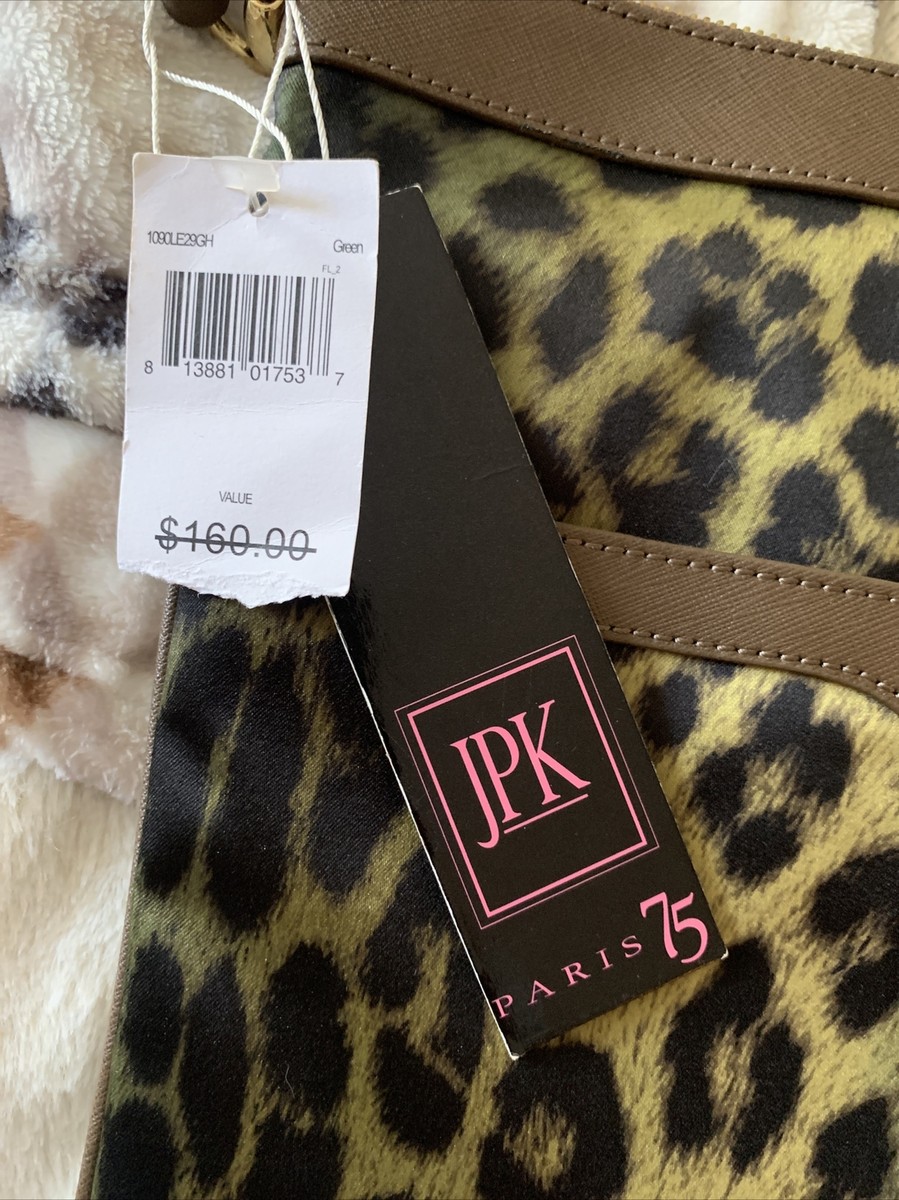 1090LE29GH Green
FL_2
8 13881 01753 7
VALUE
$160.00
JPK
PARIS 75